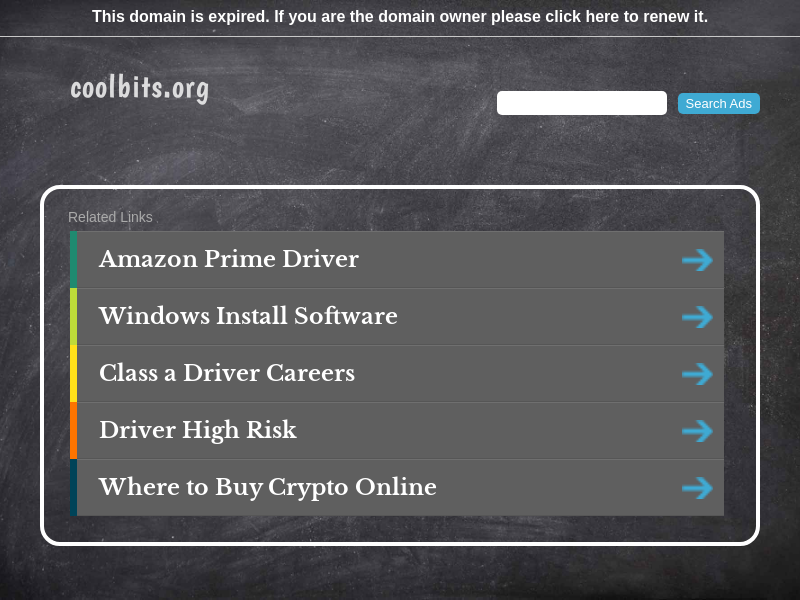 This domain is expired. If you are the domain owner please click here to renew it.
coolbits.org
Search Ads
Related Links
Amazon Prime Driver
Windows Install Software
Class a Driver Careers
Driver High Risk
Where to Buy Crypto Online